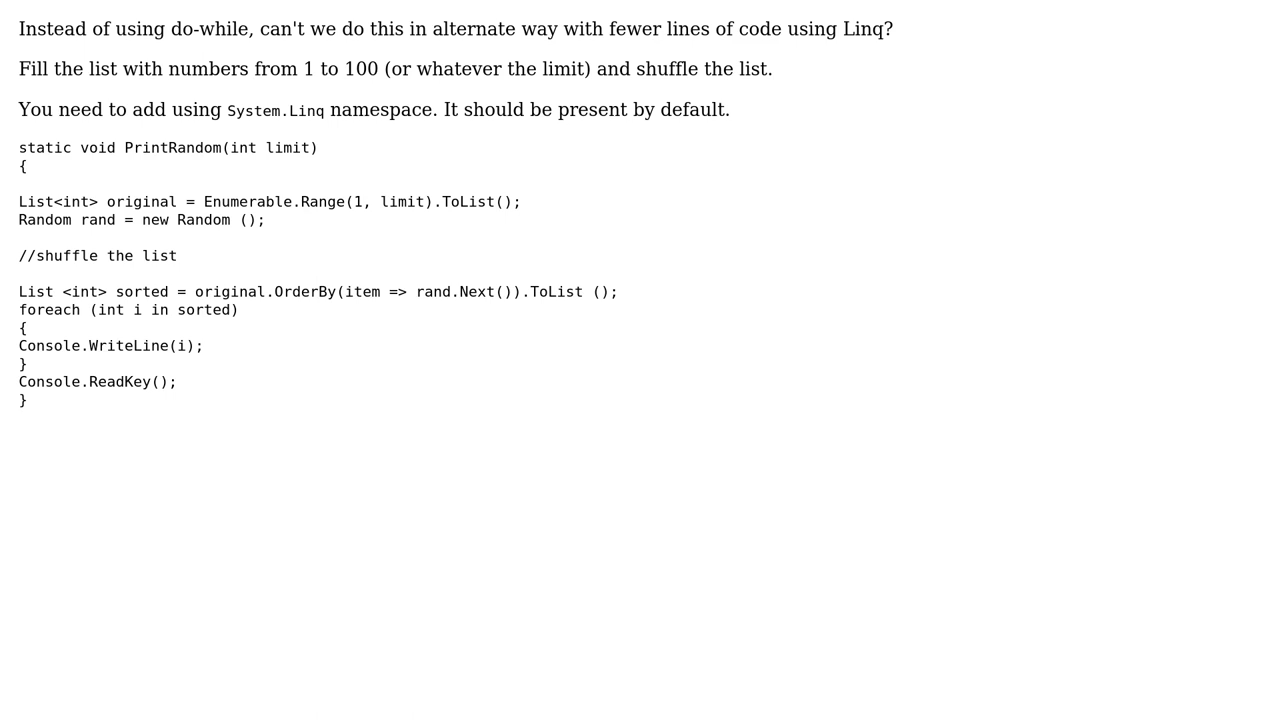 Instead of using do-while, can't we do this in alternate way with fewer lines of code using Linq?
Fill the list with numbers from 1 to 100 (or whatever the limit) and shuffle the list.
You need to add using System.Linq namespace. It should be present by default.
static void PrintRandom(int limit)
{
List<int> original = Enumerable.Range(1, limit).ToList();
Random rand = new Random ();
//shuffle the list
List <int> sorted = original.OrderBy(item => rand.Next()).ToList ();
foreach (int i in sorted)
{
Console.WriteLine(i);
}
Console.ReadKey();
}